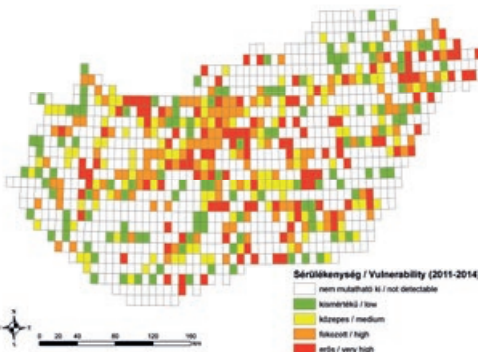 Sérülékenység / Vulnerability (2011-2014)
nem mutatható ki / not detectable
kismértékű / low
közepes / medium
fokozott / high
erős / very high
0 20 40 80 120 160